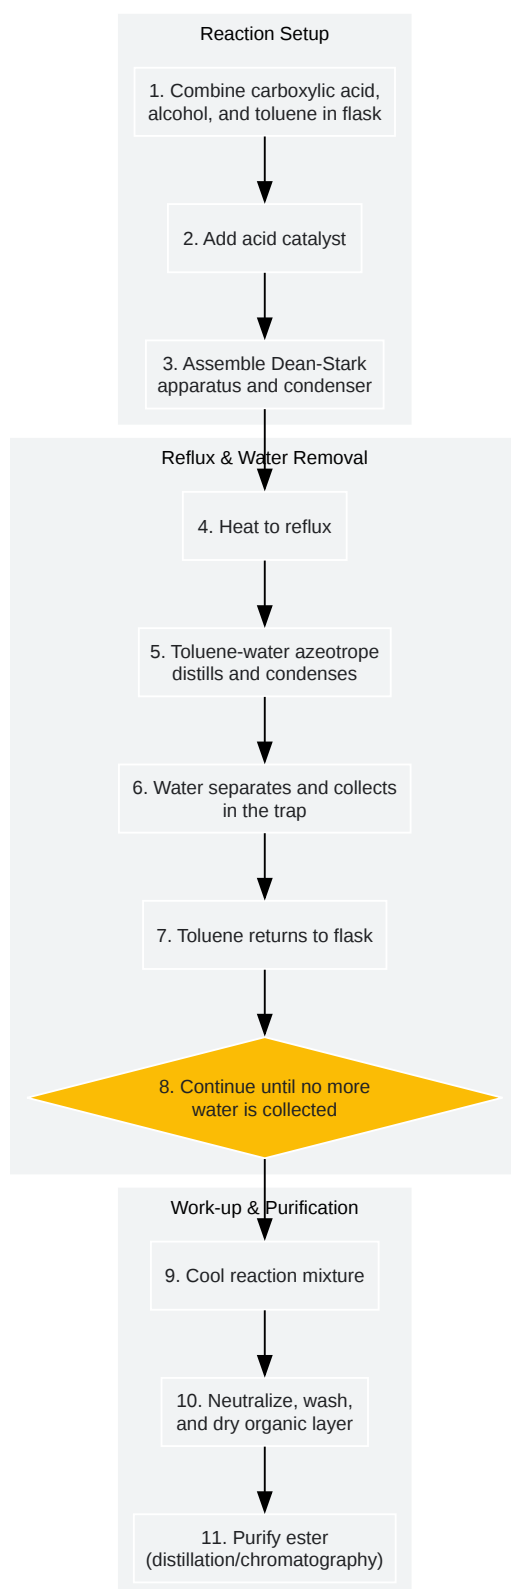 Reaction Setup
1. Combine carboxylic acid,
alcohol, and toluene in flask
2. Add acid catalyst
3. Assemble Dean-Stark
apparatus and condenser
Reflux & Water Removal
4. Heat to reflux
5. Toluene-water azeotrope
distills and condenses
6. Water separates and collects
in the trap
7. Toluene returns to flask
8. Continue until no more
water is collected
Work-up & Purification
9. Cool reaction mixture
10. Neutralize, wash,
and dry organic layer
11. Purify ester
(distillation/chromatography)